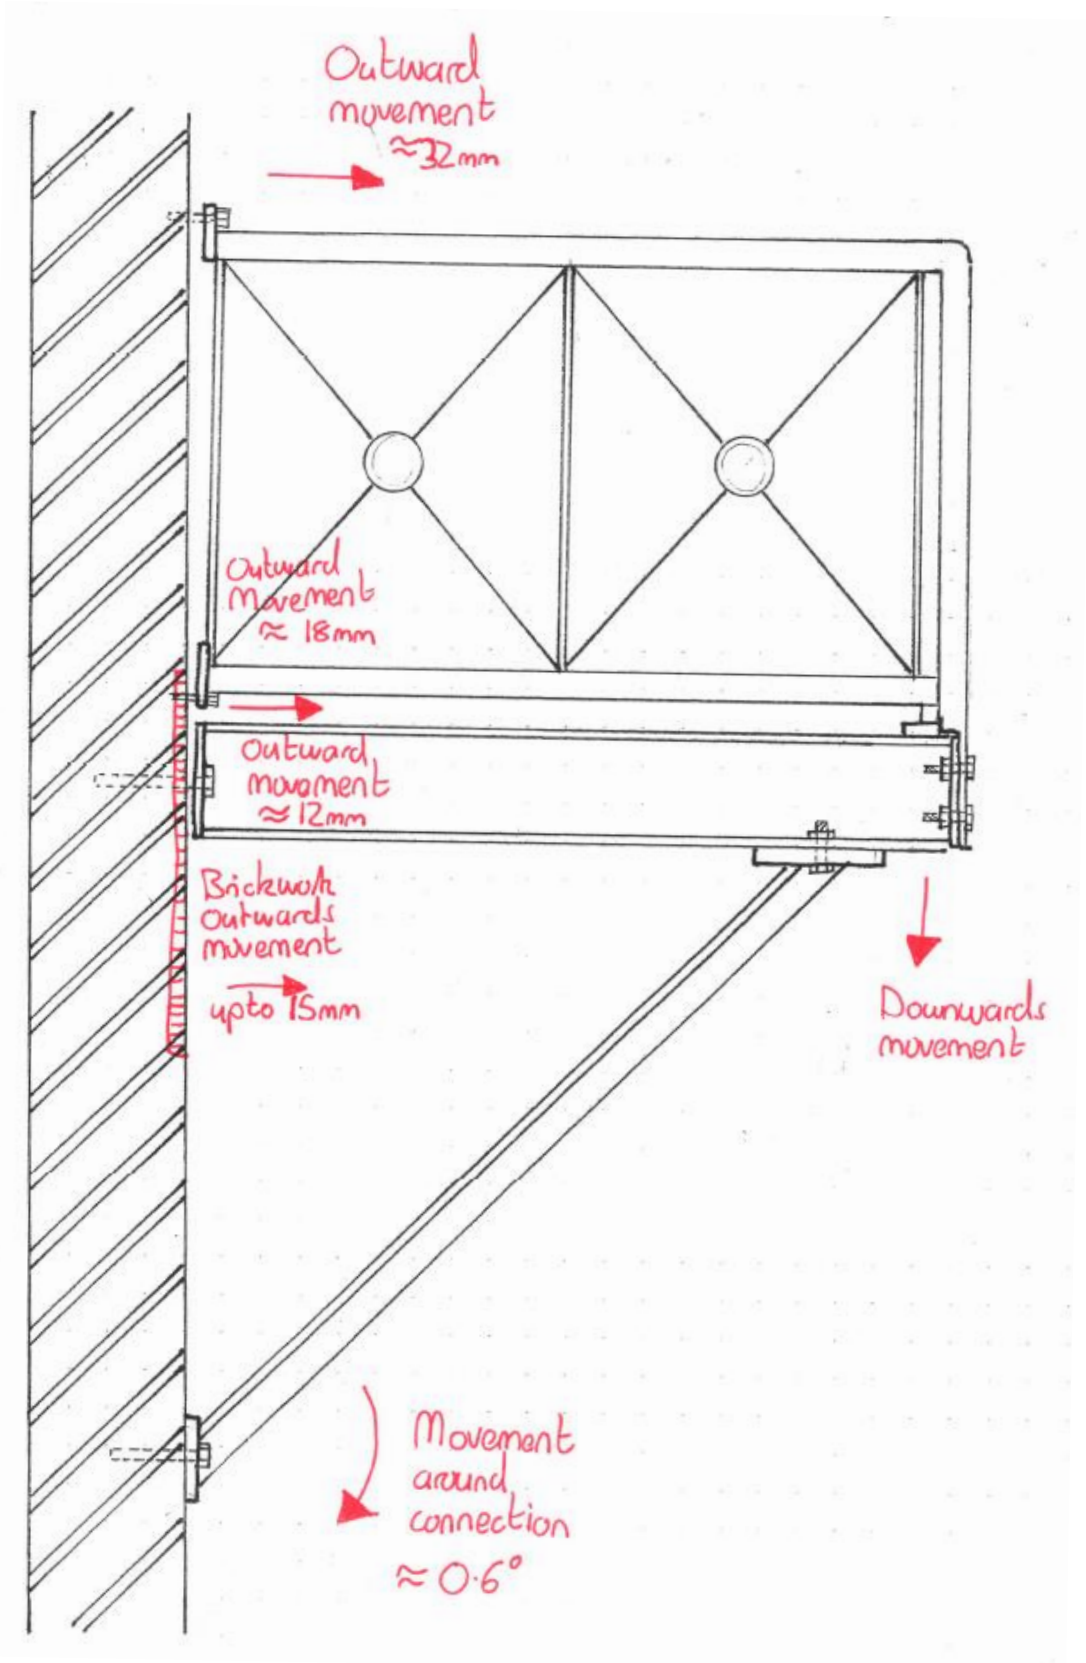 Outward
movement
≈32mm
Outward
Movement
≈ 18mm
Outward
movement
≈12mm
Brickwork
outwards
movement
upto 15mm
Downwards
movement
Movement
around
connection
≈0.6°